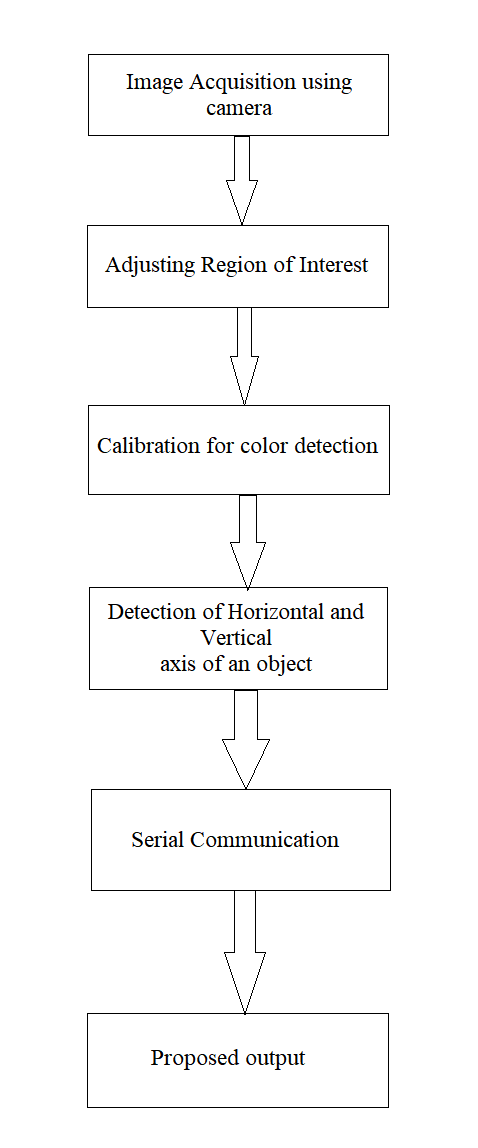 Image Acquisition using
camera
Adjusting Region of Interest
Calibration for color detection
Detection of Horizontal and
Vertical
axis of an object
Serial Communication
Proposed output